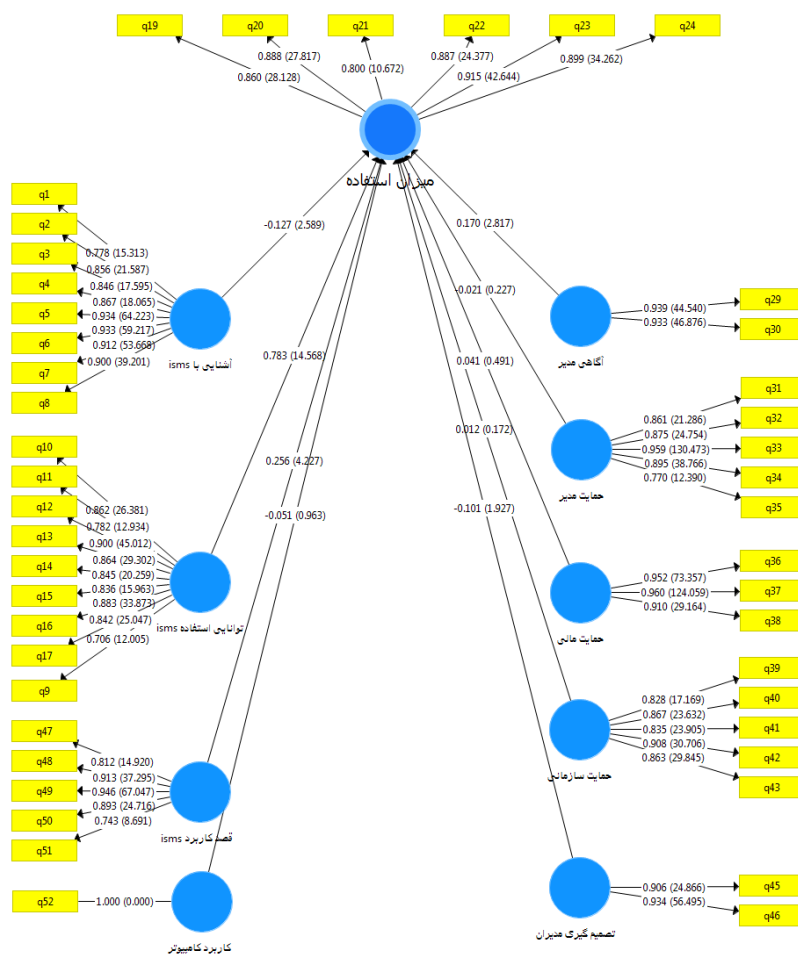 q19 q20 q21 q22 q23 q24
0.860 (28.128)
0.888 (27.817)
0.800 (10.672)
0.887 (24.377)
0.915 (42.644)
0.899 (34.262)
میزان استفاده
q1
q2
q3
q4
q5
q6
q7
q8
0.778 (15.313)
0.856 (21.587)
0.846 (17.595)
0.867 (18.065)
0.934 (64.223)
0.933 (59.217)
0.912 (53.668)
0.900 (39.201)
آشنایی با isms
-0.127 (2.589)
q10
q11
q12
q13
q14
q15
q16
q17
q9
0.862 (26.381)
0.782 (12.934)
0.900 (45.012)
0.864 (29.302)
0.845 (20.259)
0.836 (15.963)
0.883 (33.873)
0.842 (25.047)
0.706 (12.005)
توانایی استفاده isms
0.783 (14.568)
q47
q48
q49
q50
q51
0.812 (14.920)
0.913 (37.295)
0.946 (67.047)
0.893 (24.716)
0.743 (8.691)
قصد کاربرد isms
0.256 (4.227)
q52
1.000 (0.000)
کاربرد کامپیوتر
-0.051 (0.963)
0.170 (2.817)
آگاهی مدیر
0.939 (44.540)
0.933 (46.876)
q29
q30
-0.021 (0.227)
حمایت مدیر
0.861 (21.286)
0.875 (24.754)
0.959 (130.473)
0.895 (38.766)
0.770 (12.390)
q31
q32
q33
q34
q35
0.041 (0.491)
حمایت مالی
0.952 (73.357)
0.960 (124.059)
0.910 (29.164)
q36
q37
q38
0.012 (0.172)
حمایت سازمانی
0.828 (17.169)
0.867 (23.632)
0.835 (23.905)
0.908 (30.706)
0.863 (29.845)
q39
q40
q41
q42
q43
-0.101 (1.927)
تصمیم گیری مدیران
0.906 (24.866)
0.934 (56.495)
q45
q46